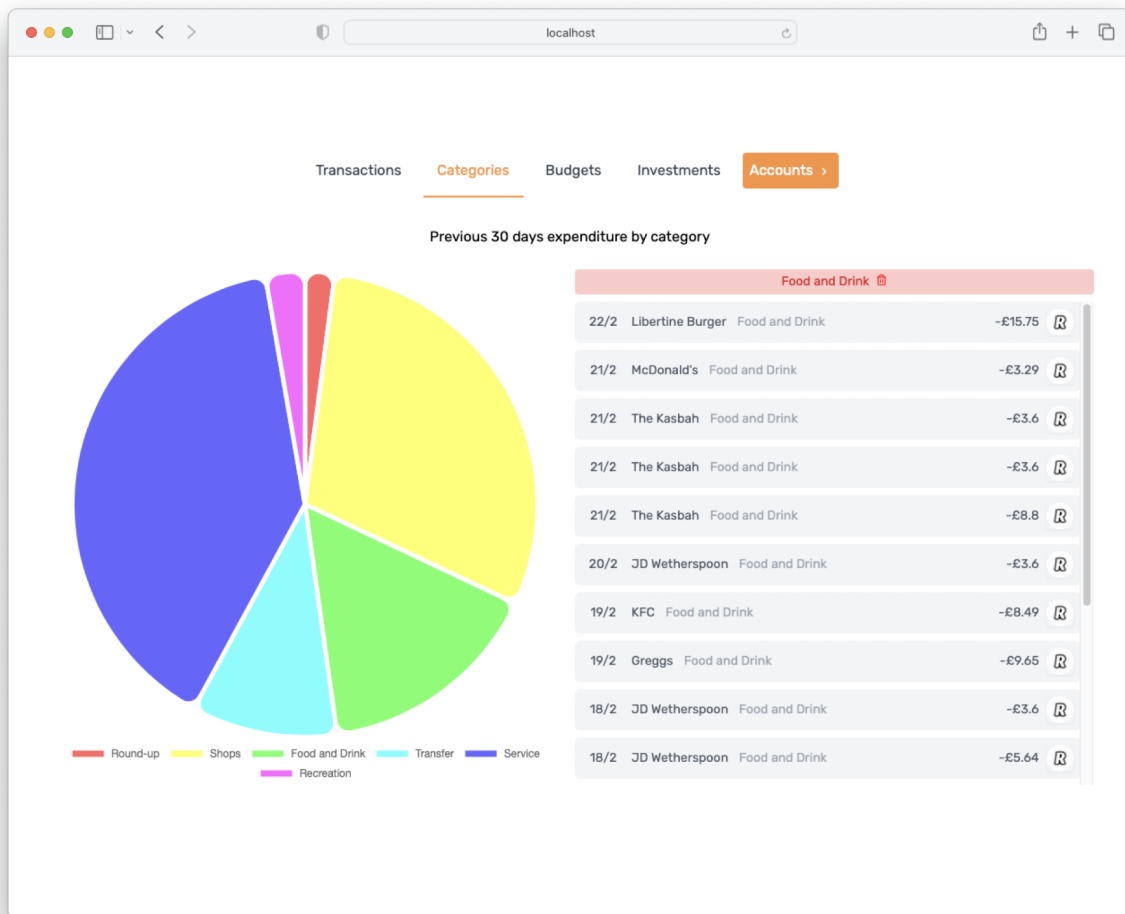 localhost
Transactions Categories Budgets Investments Accounts ›
Previous 30 days expenditure by category
Food and Drink
22/2 Libertine Burger Food and Drink -£15.75
21/2 McDonald's Food and Drink -£3.29
21/2 The Kasbah Food and Drink -£3.6
21/2 The Kasbah Food and Drink -£3.6
21/2 The Kasbah Food and Drink -£8.8
20/2 JD Wetherspoon Food and Drink -£3.6
19/2 KFC Food and Drink -£8.49
19/2 Greggs Food and Drink -£9.65
18/2 JD Wetherspoon Food and Drink -£3.6
18/2 JD Wetherspoon Food and Drink -£5.64
Round-up Shops Food and Drink Transfer Service
Recreation